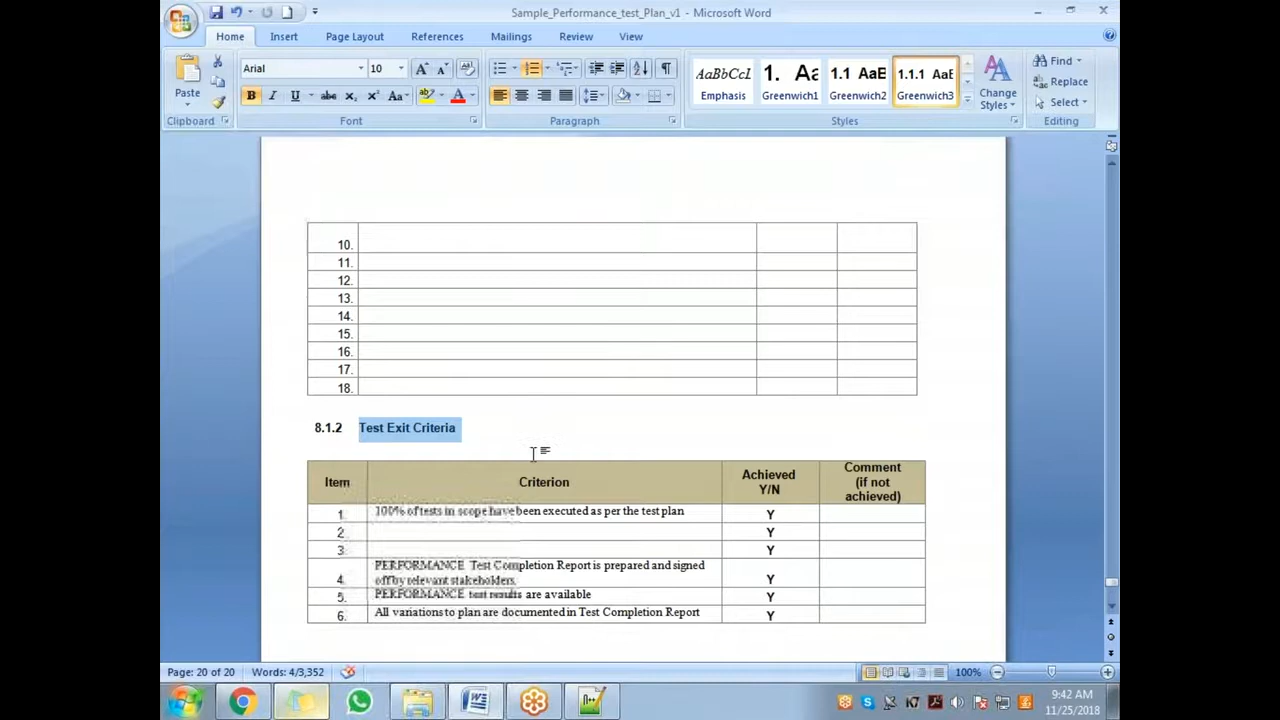 Sample_Performance_test_Plan_v1 - Microsoft Word
Home Insert Page Layout References Mailings Review View
Paste
Clipboard
Arial 10
Font
Paragraph
AaBbCcI 1. Aa 1.1 AaB 1.1.1 AaB
Emphasis Greenwich1 Greenwich2 Greenwich3
Change
Styles
Styles
Find
Replace
Select
Editing
10.
11.
12.
13.
14.
15.
16.
17.
18.
8.1.2 Test Exit Criteria
Item Criterion Achieved Y/N Comment (if not achieved)
1. 100% of tests in scope have been executed as per the test plan Y
2. Y
3. Y
4. PERFORMANCE Test Completion Report is prepared and signed
off by relevant stakeholders. Y
5. PERFORMANCE test results are available Y
6. All variations to plan are documented in Test Completion Report Y
Page: 20 of 20 Words: 4/3,352 100%
9:42 AM
11/25/2018